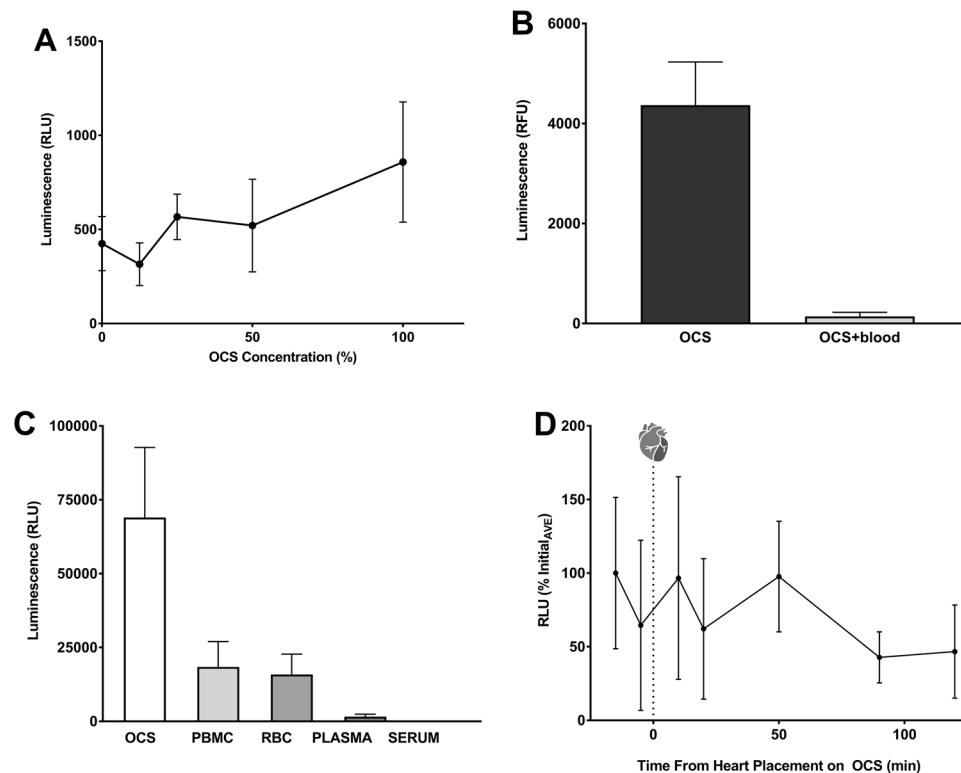 A
Luminescence (RLU)
1500
1000
500
0
0 50 100
OCS Concentration (%)
B
Luminescence (RFU)
6000
4000
2000
0
OCS OCS+blood
C
Luminescence (RLU)
100000
75000
50000
25000
0
OCS PBMC RBC PLASMA SERUM
D
RLU (% Initial_AVE)
200
150
100
50
0
0 50 100
Time From Heart Placement on OCS (min)